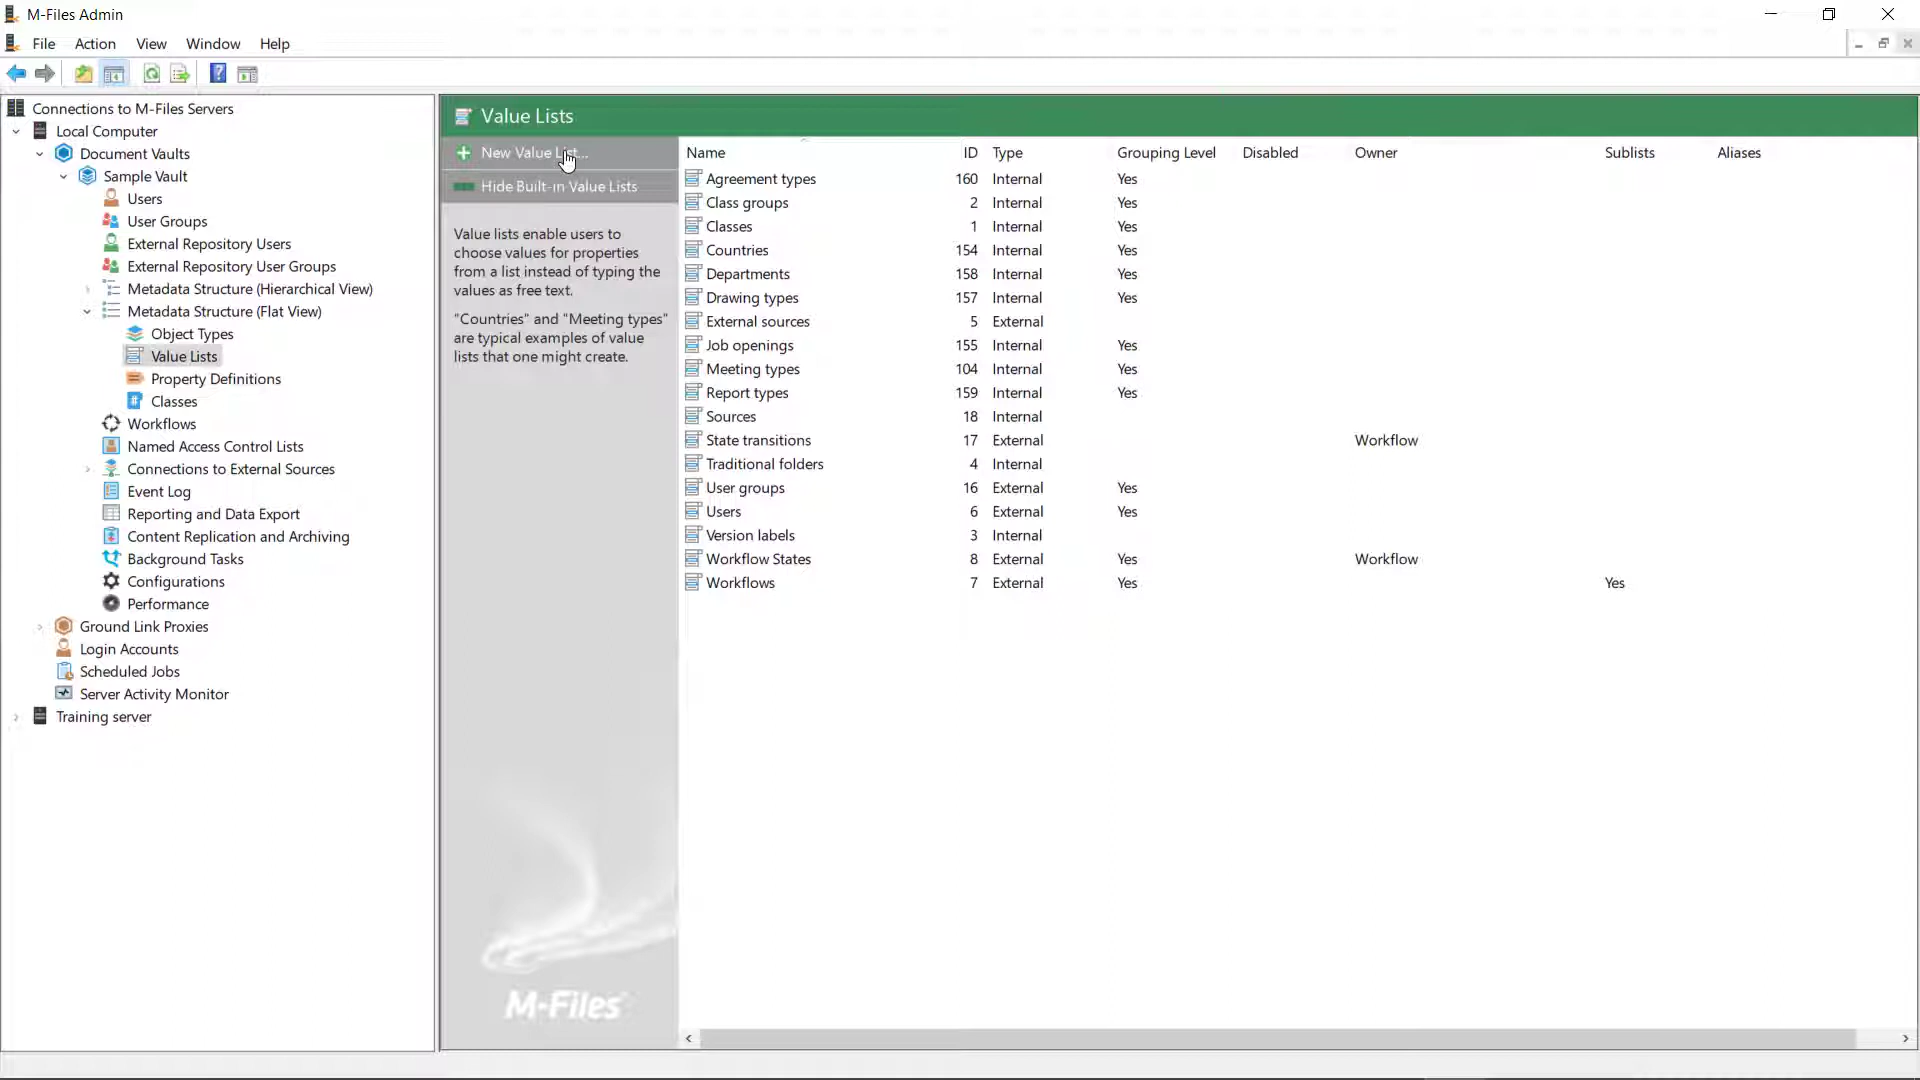 M-Files Admin
File Action View Window Help
Connections to M-Files Servers
Local Computer
Document Vaults
Sample Vault
Users
User Groups
External Repository Users
External Repository User Groups
Metadata Structure (Hierarchical View)
Metadata Structure (Flat View)
Object Types
Value Lists
Property Definitions
Classes
Workflows
Named Access Control Lists
Connections to External Sources
Event Log
Reporting and Data Export
Content Replication and Archiving
Background Tasks
Configurations
Performance
Ground Link Proxies
Login Accounts
Scheduled Jobs
Server Activity Monitor
Training server
Value Lists
New Value List...
Hide Built-in Value Lists
Value lists enable users to
choose values for properties
from a list instead of typing the
values as free text.
"Countries" and "Meeting types"
are typical examples of value
lists that one might create.
M-Files
Name ID Type Grouping Level Disabled Owner Sublists Aliases
Agreement types 160 Internal Yes
Class groups 2 Internal Yes
Classes 1 Internal Yes
Countries 154 Internal Yes
Departments 158 Internal Yes
Drawing types 157 Internal Yes
External sources 5 External
Job openings 155 Internal Yes
Meeting types 104 Internal Yes
Report types 159 Internal Yes
Sources 18 Internal
State transitions 17 External Workflow
Traditional folders 4 Internal
User groups 16 External Yes
Users 6 External Yes
Version labels 3 Internal
Workflow States 8 External Yes Workflow
Workflows 7 External Yes Yes